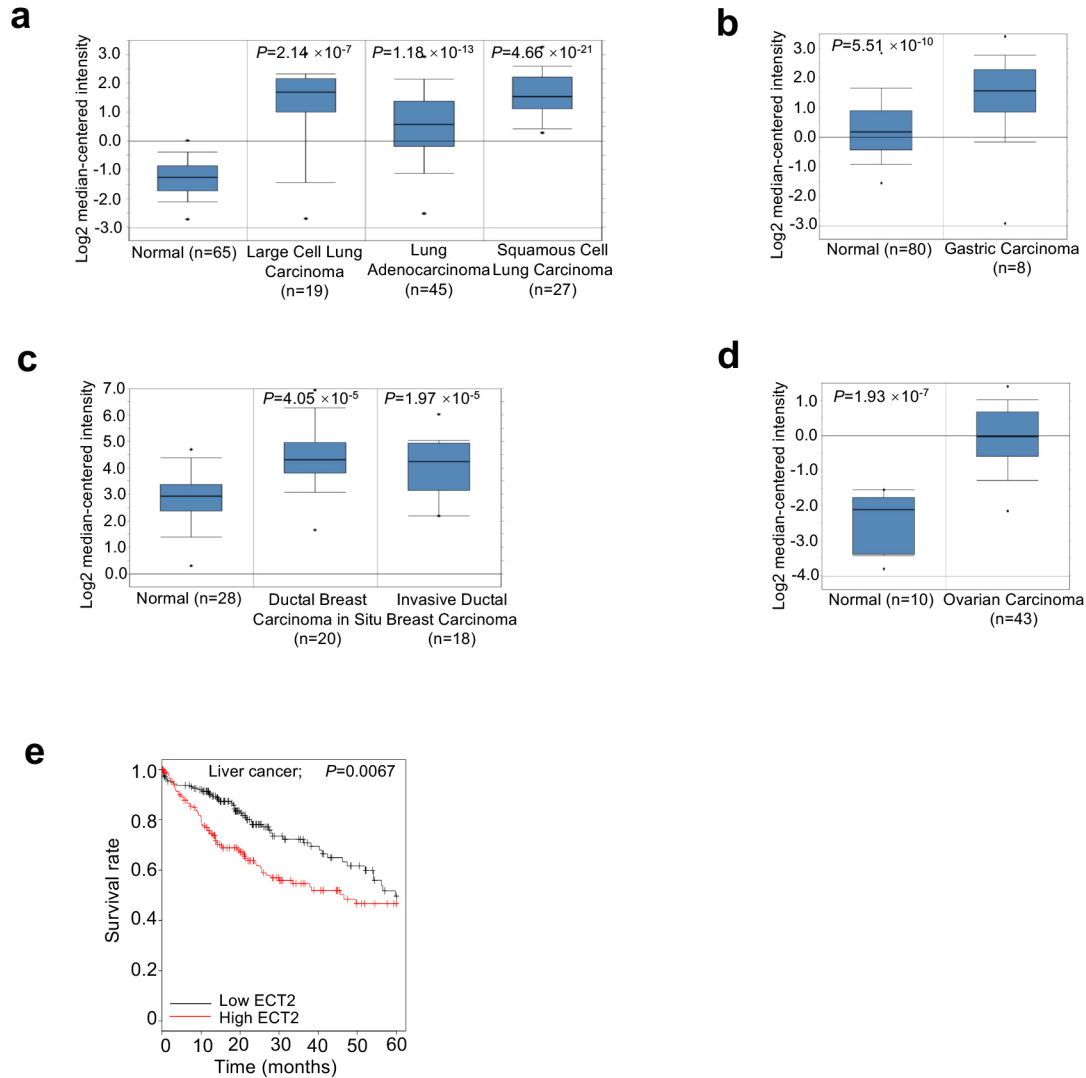 a
Log2 median-centered intensity
3.0
2.0
1.0
0.0
-1.0
-2.0
-3.0
P=2.14 ×10-7
P=1.18 ×10-13
P=4.66 ×10-21
Normal (n=65)
Large Cell Lung
Carcinoma
(n=19)
Lung
Adenocarcinoma
(n=45)
Squamous Cell
Lung Carcinoma
(n=27)
b
Log2 median-centered intensity
3.0
2.0
1.0
0.0
-1.0
-2.0
-3.0
P=5.51 ×10-10
Normal (n=80)
Gastric Carcinoma
(n=8)
c
Log2 median-centered intensity
7.0
6.0
5.0
4.0
3.0
2.0
1.0
0.0
P=4.05 ×10-5
P=1.97 ×10-5
Normal (n=28)
Ductal Breast
Carcinoma in Situ
(n=20)
Invasive Ductal
Breast Carcinoma
(n=18)
d
Log2 median-centered intensity
1.0
0.0
-1.0
-2.0
-3.0
-4.0
P=1.93 ×10-7
Normal (n=10)
Ovarian Carcinoma
(n=43)
e
Survival rate
1.0
0.8
0.6
0.4
0.2
0
Liver cancer; P=0.0067
Low ECT2
High ECT2
0 10 20 30 40 50 60
Time (months)